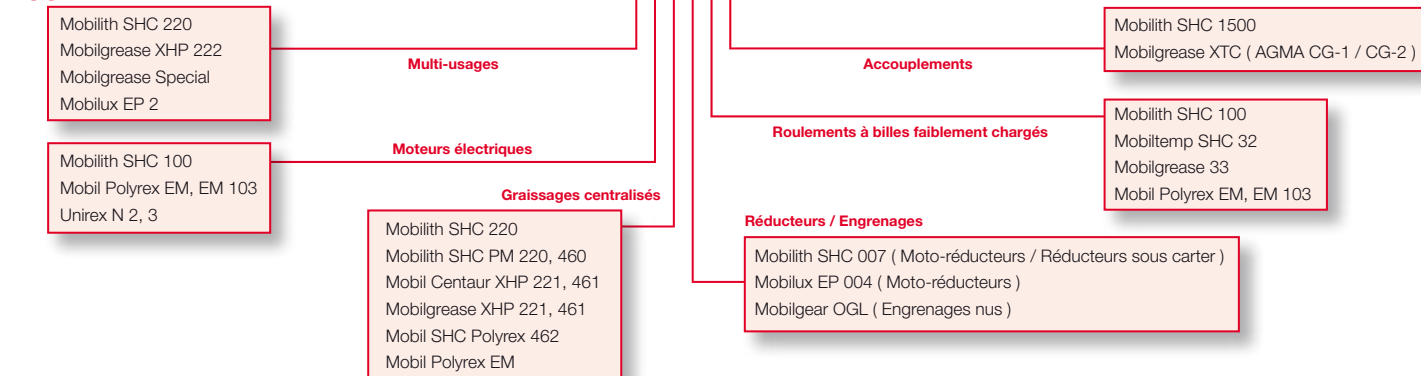 Mobilith SHC 220
Mobilgrease XHP 222
Mobilgrease Special
Mobilux EP 2
Multi-usages
Mobilith SHC 100
Mobil Polyrex EM, EM 103
Unirex N 2, 3
Moteurs électriques
Graissages centralisés
Mobilith SHC 220
Mobilith SHC PM 220, 460
Mobil Centaur XHP 221, 461
Mobilgrease XHP 221, 461
Mobil SHC Polyrex 462
Mobil Polyrex EM
Accouplements
Mobilith SHC 1500
Mobilgrease XTC ( AGMA CG-1 / CG-2 )
Roulements à billes faiblement chargés
Mobilith SHC 100
Mobiltemp SHC 32
Mobilgrease 33
Mobil Polyrex EM, EM 103
Réducteurs / Engrenages
Mobilith SHC 007 ( Moto-réducteurs / Réducteurs sous carter )
Mobilux EP 004 ( Moto-réducteurs )
Mobilgear OGL ( Engrenages nus )